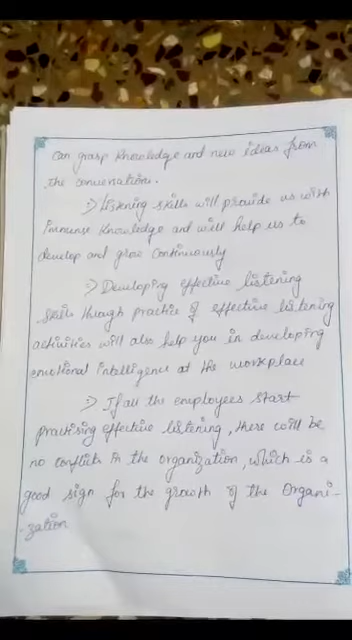 Can grasp knowledge and new ideas from
the convenation.
:) Listening skills will provide us with
immense knowledge and will help us to
develop and grow continuously
:) Developing effective listening
skills through practice of effective listening
activities will also help you in developing
emotional intelligence at the workplace
:) If all the employees start
practising effective listening, there will be
no conflicts in the organization, which is a
good sign for the growth of the Organi-
-zation